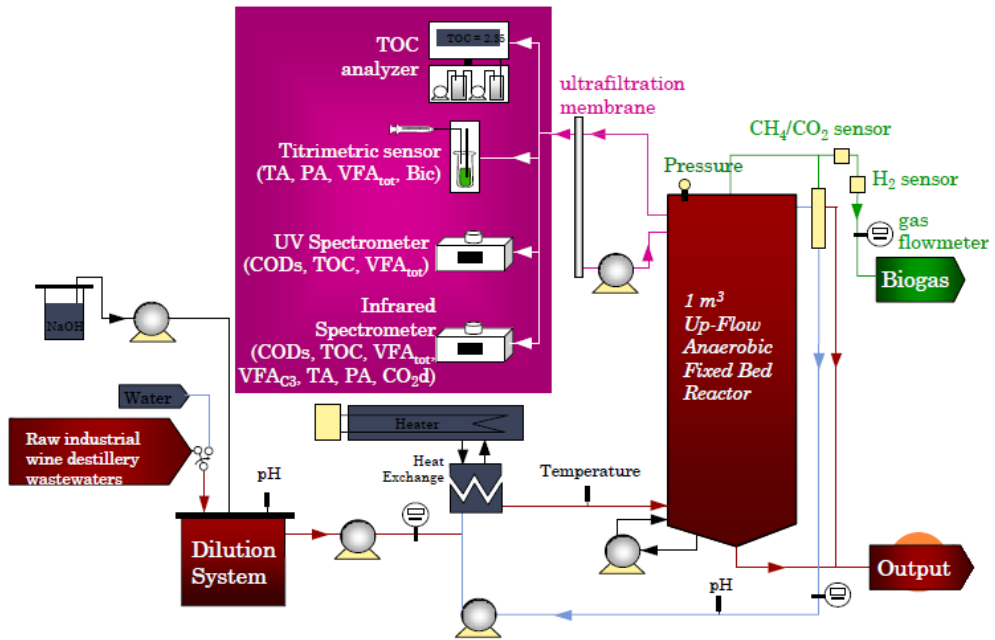 TOC = 2.35
TOC
analyzer
Titrimetric sensor
(TA, PA, VFAtot, Bic)
UV Spectrometer
(CODs, TOC, VFAtot)
Infrared
Spectrometer
(CODs, TOC, VFAtot,
VFAC3, TA, PA, CO2d)
ultrafiltration
membrane
CH4/CO2 sensor
Pressure
H2 sensor
gas
flowmeter
Biogas
1 m³
Up-Flow
Anaerobic
Fixed Bed
Reactor
NaOH
Water
Raw industrial
wine destillery
wastewaters
pH
Heater
Heat
Exchange
Temperature
Dilution
System
Output
pH